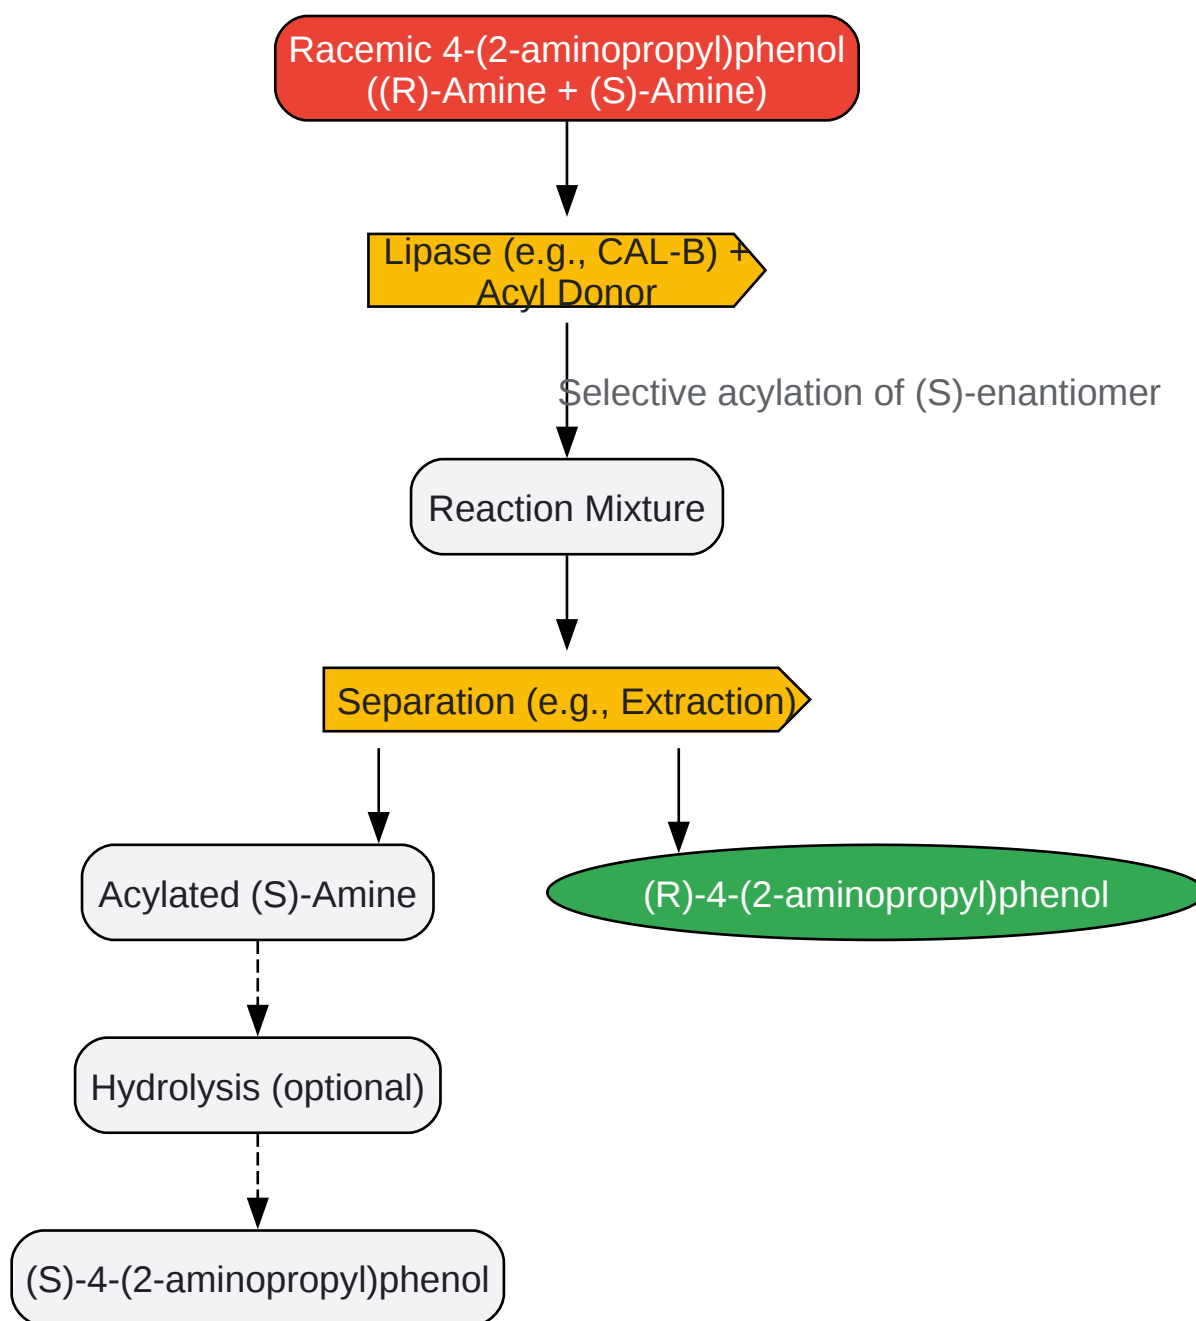 Racemic 4-(2-aminopropyl)phenol
((R)-Amine + (S)-Amine)
Lipase (e.g., CAL-B) +
Acyl Donor
Selective acylation of (S)-enantiomer
Reaction Mixture
Separation (e.g., Extraction)
Acylated (S)-Amine
(R)-4-(2-aminopropyl)phenol
Hydrolysis (optional)
(S)-4-(2-aminopropyl)phenol